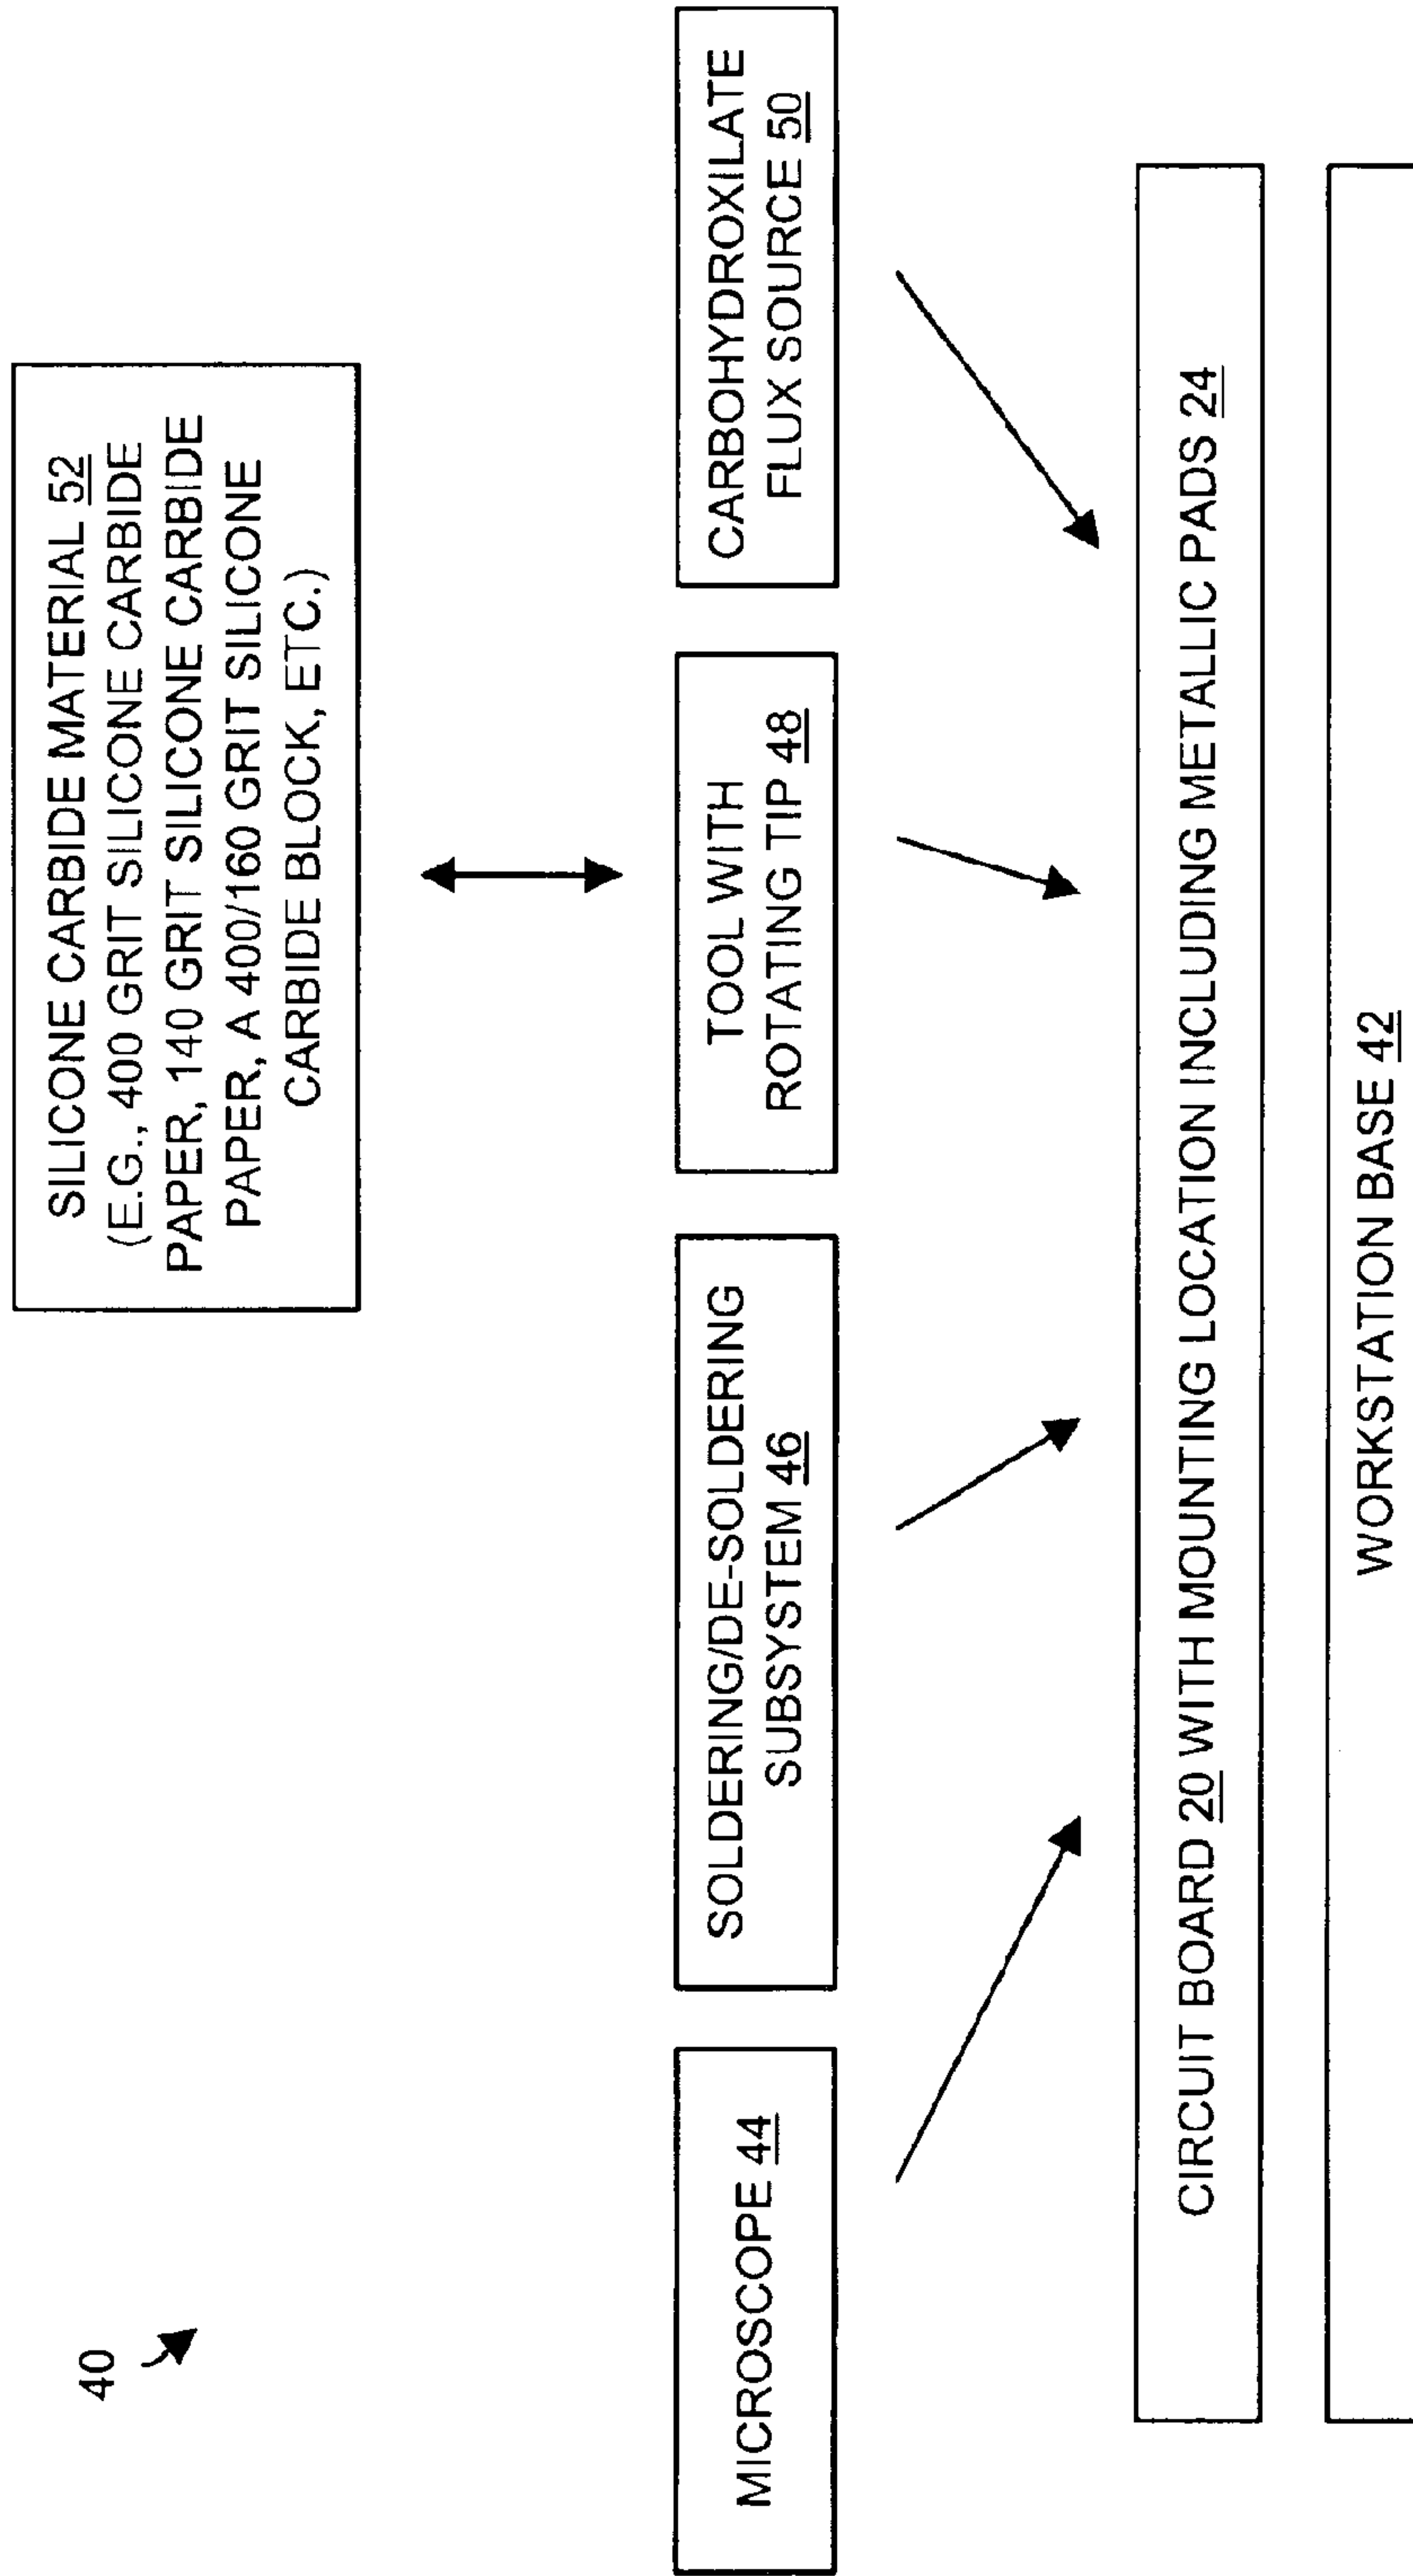 40
SILICONE CARBIDE MATERIAL 52
(E.G., 400 GRIT SILICONE CARBIDE
PAPER, 140 GRIT SILICONE CARBIDE
PAPER, A 400/160 GRIT SILICONE
CARBIDE BLOCK, ETC.)
MICROSCOPE 44
SOLDERING/DE-SOLDERING
SUBSYSTEM 46
TOOL WITH
ROTATING TIP 48
CARBOHYDROXILATE
FLUX SOURCE 50
CIRCUIT BOARD 20 WITH MOUNTING LOCATION INCLUDING METALLIC PADS 24
WORKSTATION BASE 42